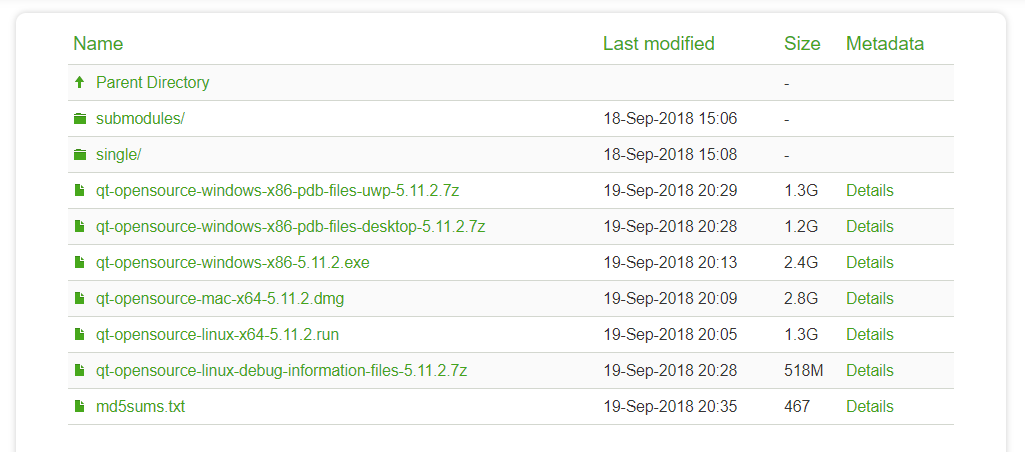 Name Last modified Size Metadata
Parent Directory -
submodules/ 18-Sep-2018 15:06 -
single/ 18-Sep-2018 15:08 -
qt-opensource-windows-x86-pdb-files-uwp-5.11.2.7z 19-Sep-2018 20:29 1.3G Details
qt-opensource-windows-x86-pdb-files-desktop-5.11.2.7z 19-Sep-2018 20:28 1.2G Details
qt-opensource-windows-x86-5.11.2.exe 19-Sep-2018 20:13 2.4G Details
qt-opensource-mac-x64-5.11.2.dmg 19-Sep-2018 20:09 2.8G Details
qt-opensource-linux-x64-5.11.2.run 19-Sep-2018 20:05 1.3G Details
qt-opensource-linux-debug-information-files-5.11.2.7z 19-Sep-2018 20:28 518M Details
md5sums.txt 19-Sep-2018 20:35 467 Details